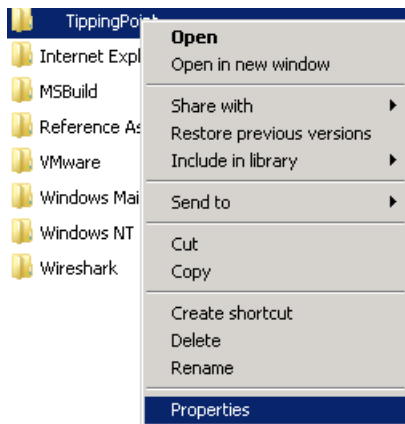 TippingPoint
Internet Expl
MSBuild
Reference As
VMware
Windows Mai
Windows NT
Wireshark
Open
Open in new window
Share with
Restore previous versions
Include in library
Send to
Cut
Copy
Create shortcut
Delete
Rename
Properties